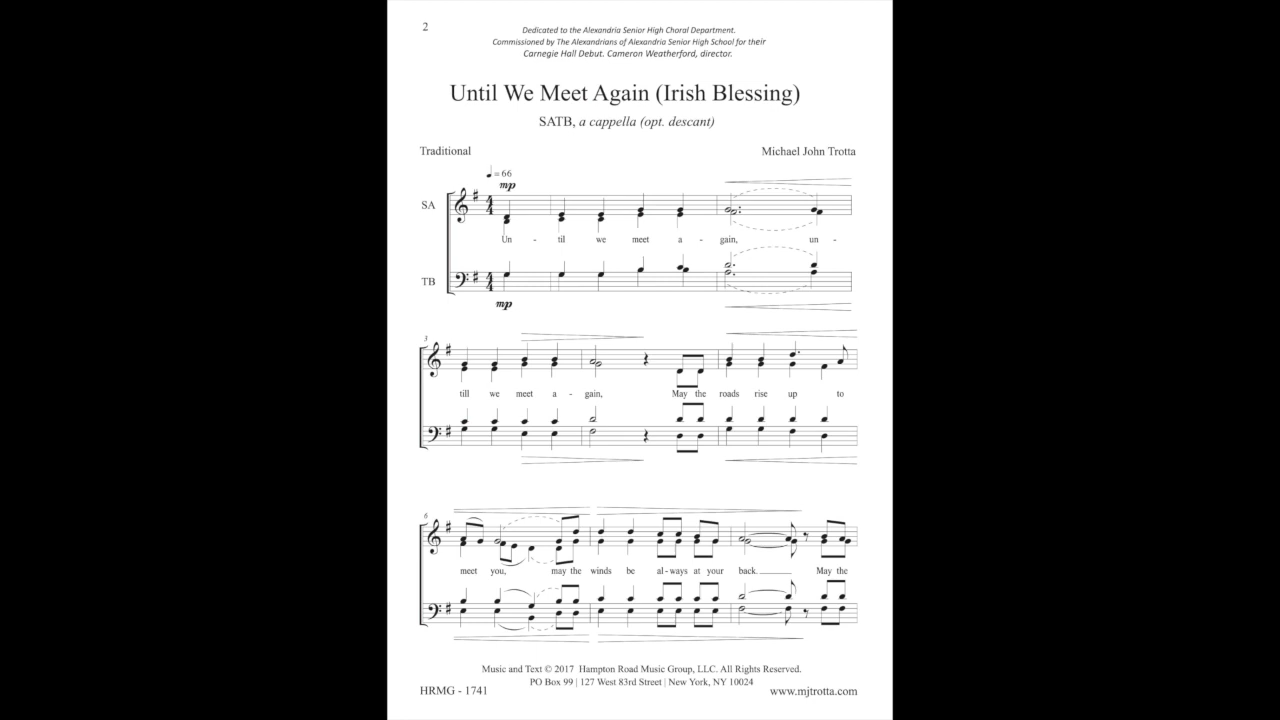 2
Dedicated to the Alexandria Senior High Choral Department.
Commissioned by The Alexandrians of Alexandria Senior High School for their
Carnegie Hall Debut. Cameron Weatherford, director.
Until We Meet Again (Irish Blessing)
SATB, a cappella (opt. descant)
Traditional
Michael John Trotta
♩ = 66
mp
SA
Un - til we meet a - gain, un -
TB
mp
3
till we meet a - gain, May the roads rise up to
6
meet you, may the winds be al - ways at your back. May the
Music and Text © 2017 Hampton Road Music Group, LLC. All Rights Reserved.
PO Box 99 | 127 West 83rd Street | New York, NY 10024
HRMG - 1741
www.mjtrotta.com